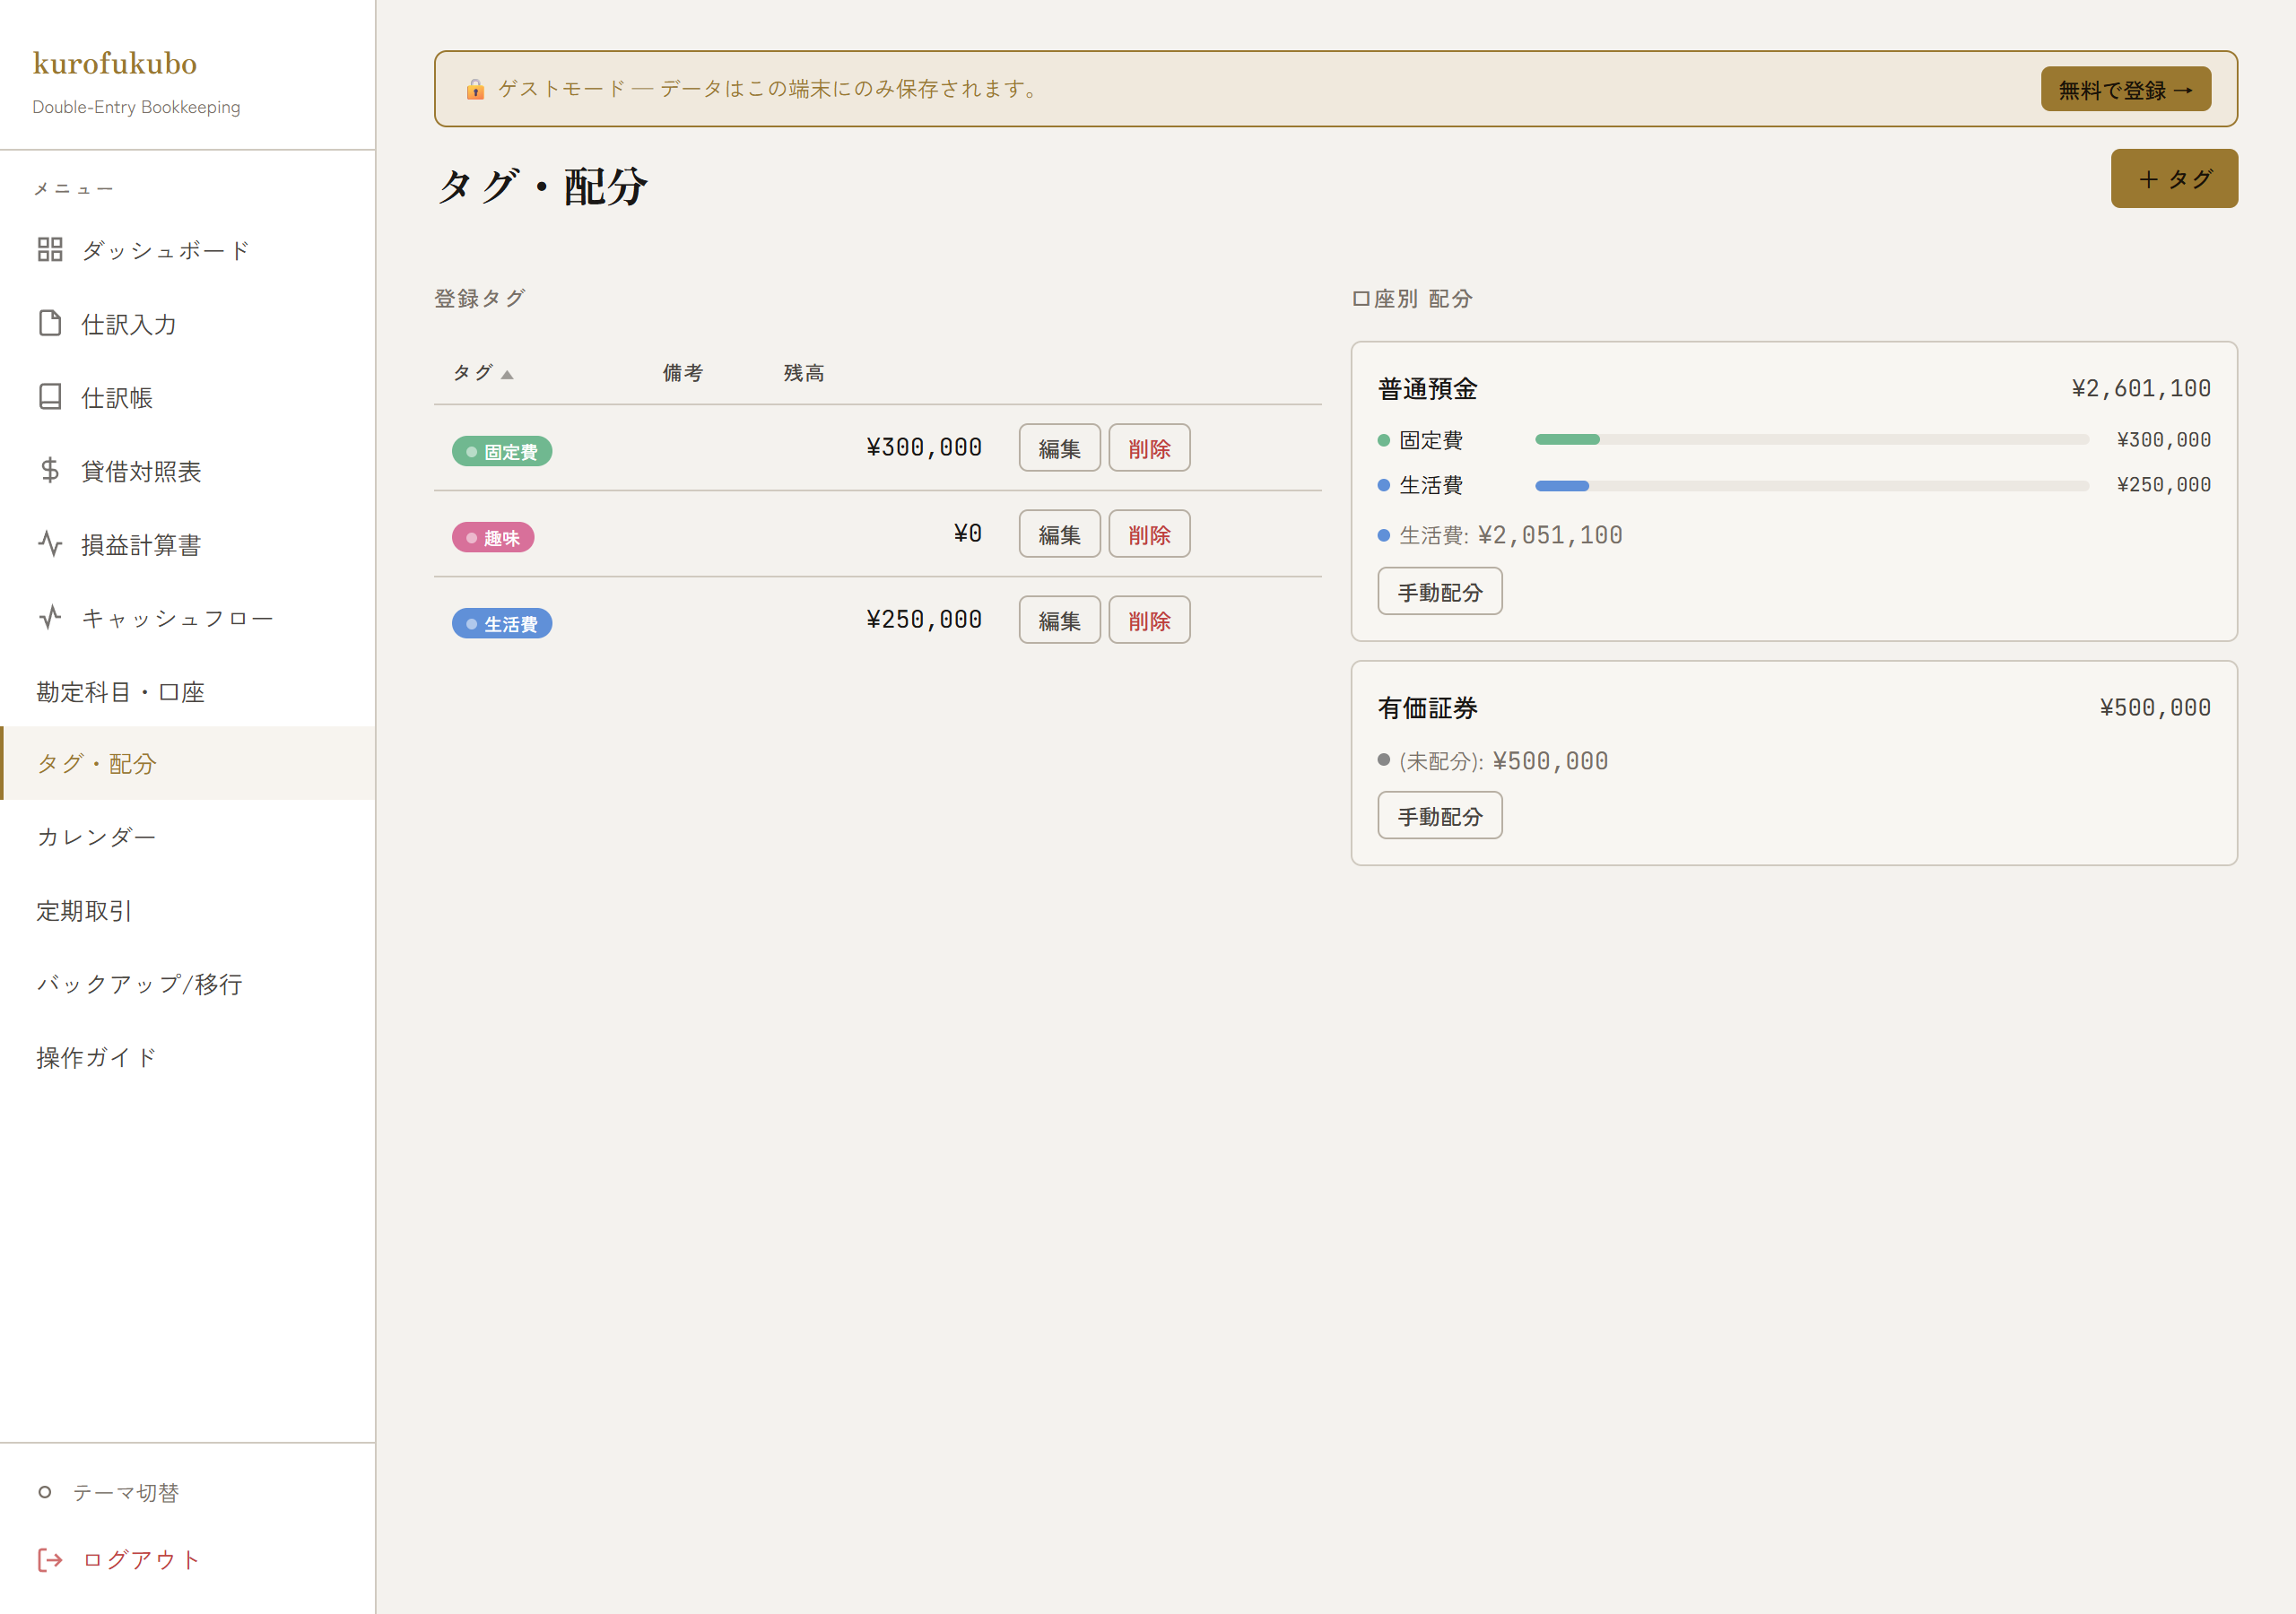 kurofukubo
Double-Entry Bookkeeping
メニュー
ダッシュボード
仕訳入力
仕訳帳
貸借対照表
損益計算書
キャッシュフロー
勘定科目・口座
タグ・配分
カレンダー
定期取引
バックアップ/移行
操作ガイド
テーマ切替
ログアウト
ゲストモード — データはこの端末にのみ保存されます。
無料で登録 →
タグ・配分
＋ タグ
登録タグ
タグ ▲ 備考 残高
固定費 ¥300,000 編集 削除
趣味 ¥0 編集 削除
生活費 ¥250,000 編集 削除
口座別 配分
普通預金 ¥2,601,100
固定費 ¥300,000
生活費 ¥250,000
生活費: ¥2,051,100
手動配分
有価証券 ¥500,000
(未配分): ¥500,000
手動配分